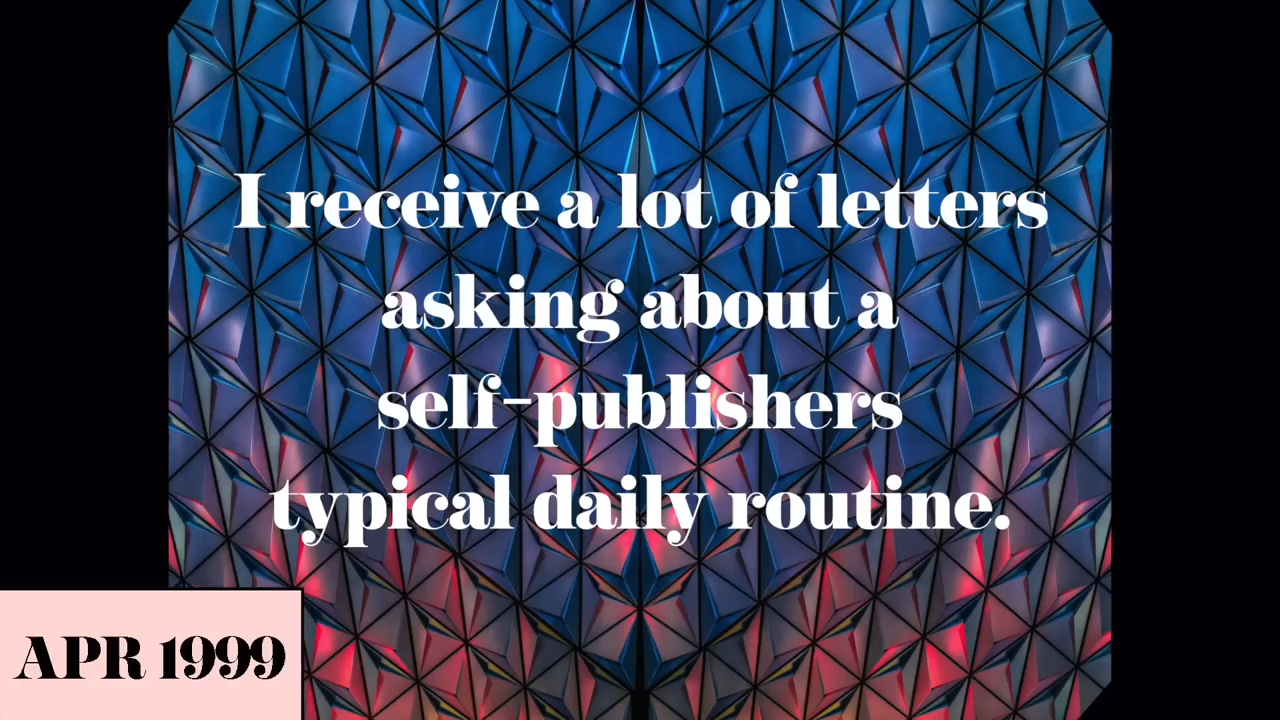 I receive a lot of letters
asking about a
self-publishers
typical daily routine.
APR 1999